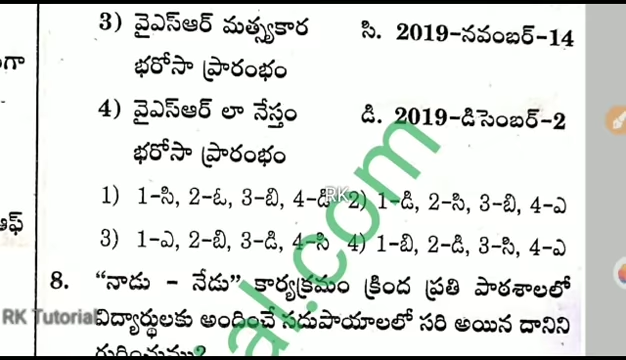 3) వైఎస్ఆర్ మత్స్యకార సి. 2019-నవంబర్-14
గా
భరోసా ప్రారంభం
4) వైఎస్ఆర్ లా నేస్తం డి. 2019-డిసెంబర్-2
భరోసా ప్రారంభం
1) 1-సి, 2-ఓ, 3-బి, 4-డి 2) 1-డి, 2-సి, 3-బి, 4-ఎ
RK
3) 1-ఎ, 2-బి, 3-డి, 4-సి 4) 1-బి, 2-డి, 3-సి, 4-ఎ
8. "నాడు - నేడు" కార్యక్రమం క్రింద ప్రతి పాఠశాలలో
RK Tutorial
విద్యార్థులకు అందించే సదుపాయాలలో సరి అయిన దానిని
గుర్తించుము?
al.com